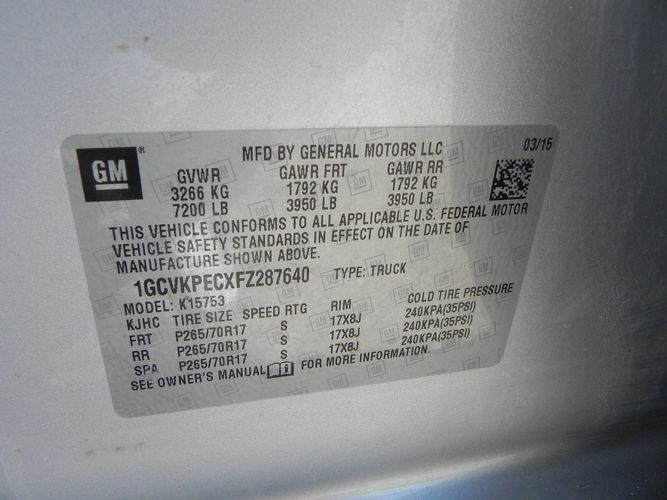 GM
MFD BY GENERAL MOTORS LLC 03/15
GVWR GAWR FRT GAWR RR
3266 KG 1792 KG 1792 KG
7200 LB 3950 LB 3950 LB
THIS VEHICLE CONFORMS TO ALL APPLICABLE U.S. FEDERAL MOTOR
VEHICLE SAFETY STANDARDS IN EFFECT ON THE DATE OF
MANUFACTURE SHOWN ABOVE.
1GCVKPECXFZ287640 TYPE: TRUCK
MODEL: K15753
KJHC TIRE SIZE SPEED RTG RIM COLD TIRE PRESSURE
FRT P265/70R17 S 17X8J 240KPA(35PSI)
RR P265/70R17 S 17X8J 240KPA(35PSI)
SPA P265/70R17 S 17X8J 240KPA(35PSI)
SEE OWNER'S MANUAL FOR MORE INFORMATION.